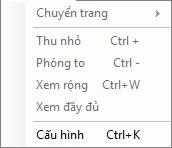 Chuyển trang
Thu nhỏ Ctrl +
Phóng to Ctrl -
Xem rộng Ctrl+W
Xem đầy đủ
Cấu hình Ctrl+K